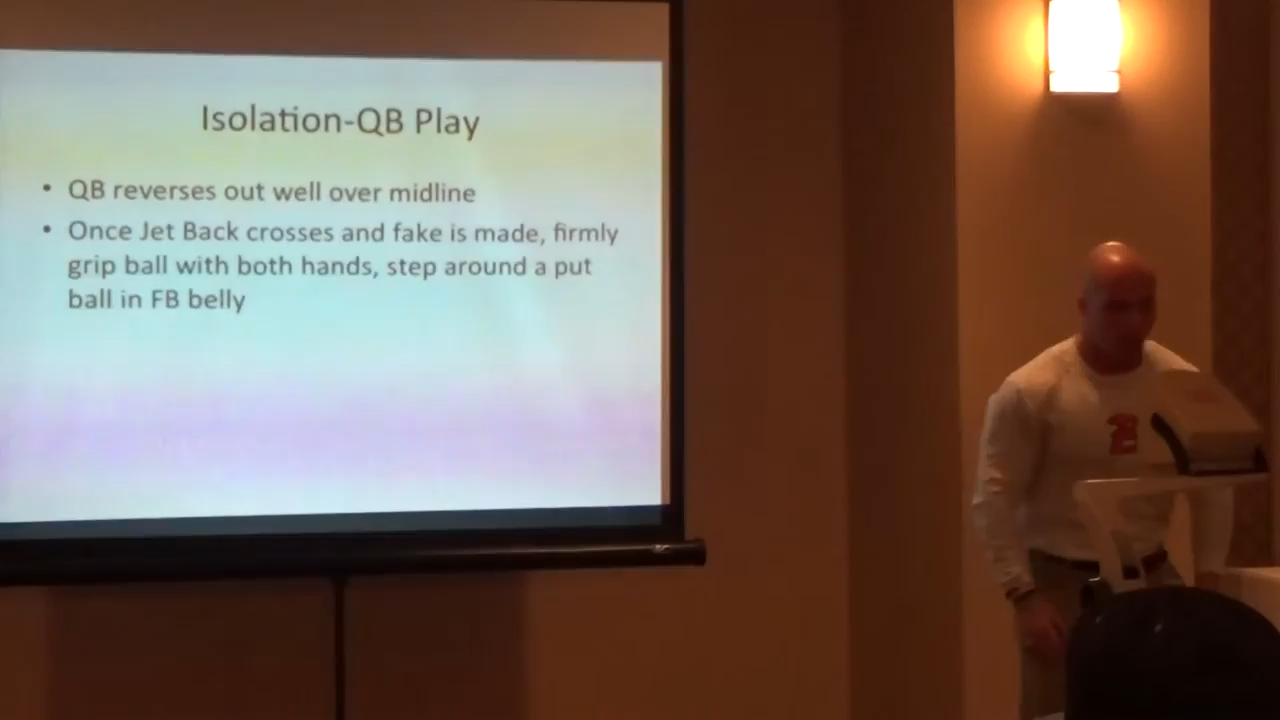 Isolation-QB Play
• QB reverses out well over midline
• Once Jet Back crosses and fake is made, firmly
grip ball with both hands, step around a put
ball in FB belly